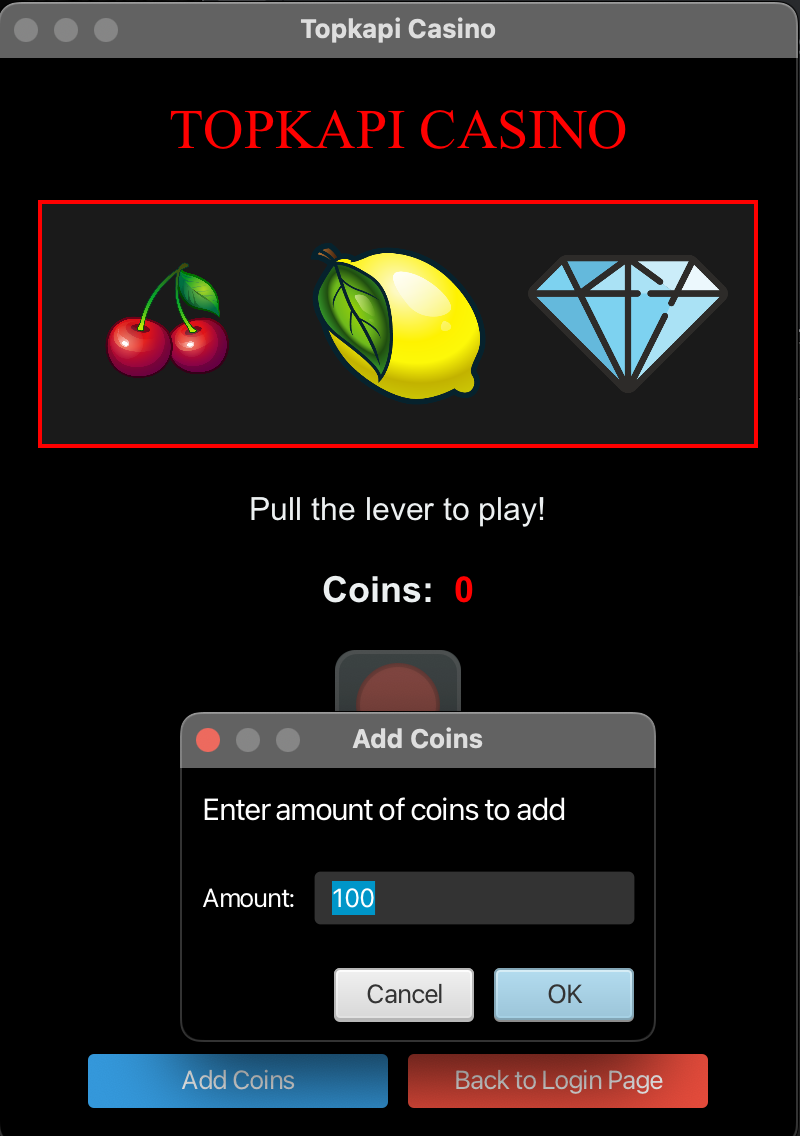 Topkapi Casino
TOPKAPI CASINO
Pull the lever to play!
Coins: 0
Add Coins
Enter amount of coins to add
Amount: 100
Cancel OK
Add Coins Back to Login Page